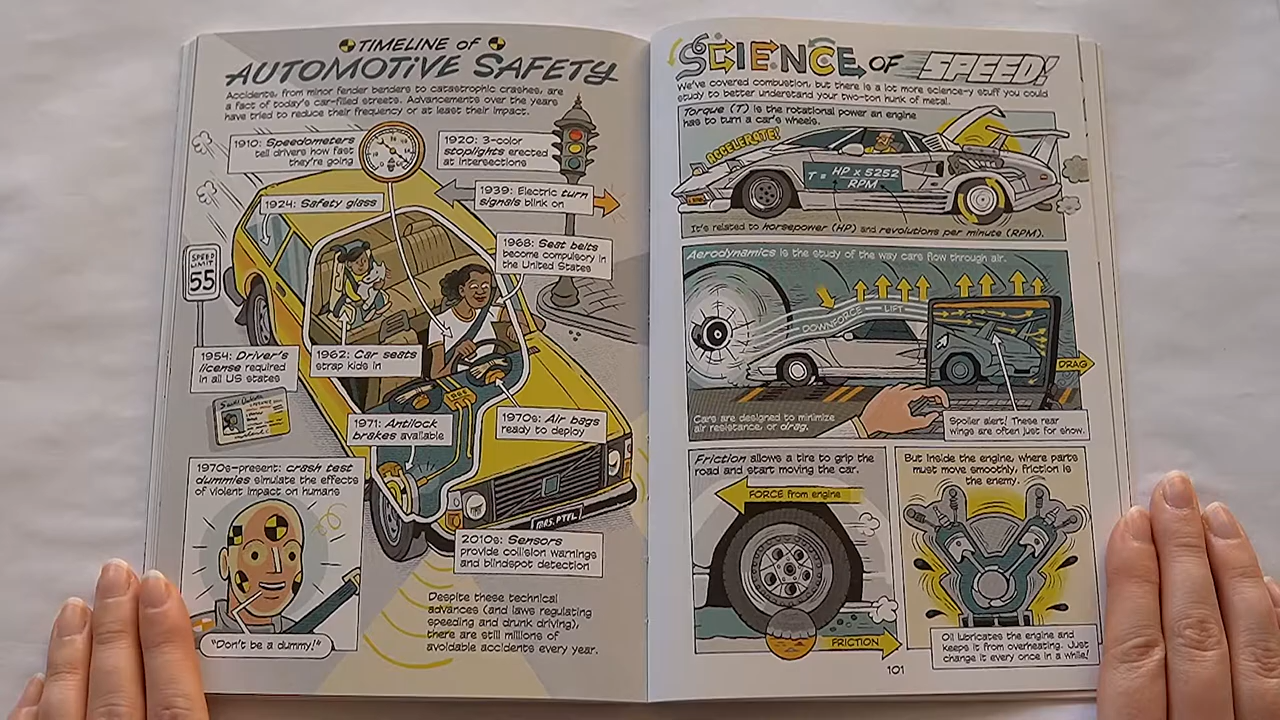 TIMELINE OF
AUTOMOTIVE SAFETY
Accidents, from minor fender benders to catastrophic crashes, are
a fact of today's car-filled streets. Advancements over the years
have tried to reduce their frequency or at least their impact.
1910: Speedometers
tell drivers how fast
they're going
1920: 3-color
stoplights erected
at intersections
1924: Safety glass
1939: Electric turn
signals blink on
1968: Seat belts
become compulsory in
the United States
SPEED
LIMIT
55
1954: Driver's
license required
in all US states
1962: Car seats
strap kids in
1971: Antilock
brakes available
1970s: Air bags
ready to deploy
1970s-present: crash test
dummies simulate the effects
of violent impact on humans
MRS. PTTL
2010s: Sensors
provide collision warnings
and blindspot detection
"Don't be a dummy!"
Despite these technical
advances (and laws regulating
speeding and drunk driving),
there are still millions of
avoidable accidents every year.
SCIENCE OF SPEED!
We've covered combustion, but there is a lot more science-y stuff you could
study to better understand your two-ton hunk of metal.
Torque (T) is the rotational power an engine
has to turn a car's wheels.
ACCELERATE!
T = HP x 5252
RPM
It's related to horsepower (HP) and revolutions per minute (RPM).
Aerodynamics is the study of the way cars flow through air.
DOWNFORCE
LIFT
DRAG
Cars are designed to minimize
air resistance, or drag.
Spoiler alert! These rear
wings are often just for show.
Friction allows a tire to grip the
road and start moving the car.
FORCE from engine
FRICTION
But inside the engine, where parts
must move smoothly, friction is
the enemy.
Oil lubricates the engine and
keeps it from overheating. Just
change it every once in a while!
101